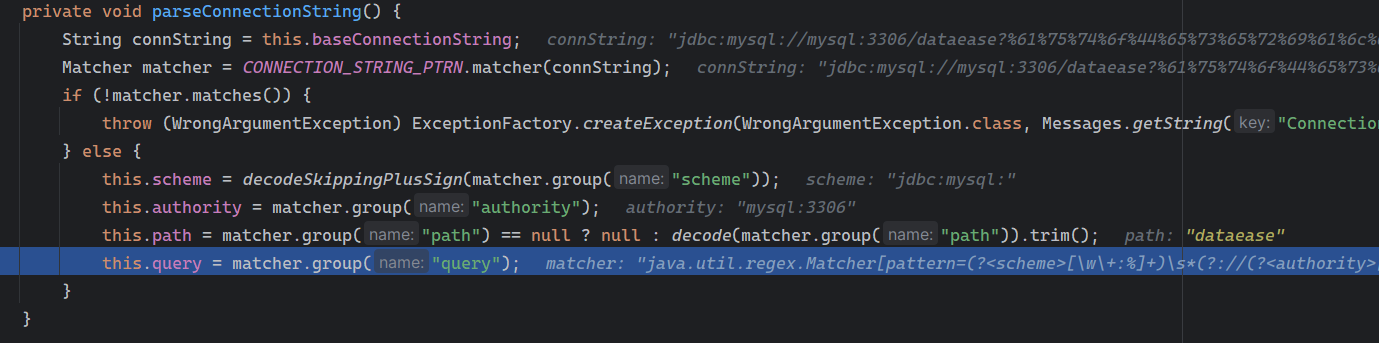 private void parseConnectionString() {
String connString = this.baseConnectionString; connString: "jdbc:mysql://mysql:3306/dataease?%61%75%74%6f%44%65%73%65%72%69%61%6c%
Matcher matcher = CONNECTION_STRING_PTRN.matcher(connString); connString: "jdbc:mysql://mysql:3306/dataease?%61%75%74%6f%44%65%73%
if (!matcher.matches()) {
throw (WrongArgumentException) ExceptionFactory.createException(WrongArgumentException.class, Messages.getString( key: "Connection
} else {
this.scheme = decodeSkippingPlusSign(matcher.group( name: "scheme")); scheme: "jdbc:mysql:"
this.authority = matcher.group( name: "authority"); authority: "mysql:3306"
this.path = matcher.group( name: "path") == null ? null : decode(matcher.group( name: "path")).trim(); path: "dataease"
this.query = matcher.group( name: "query"); matcher: "java.util.regex.Matcher[pattern=(?<scheme>[\w\+:%]+)\s*(?://(?<authority>
}
}